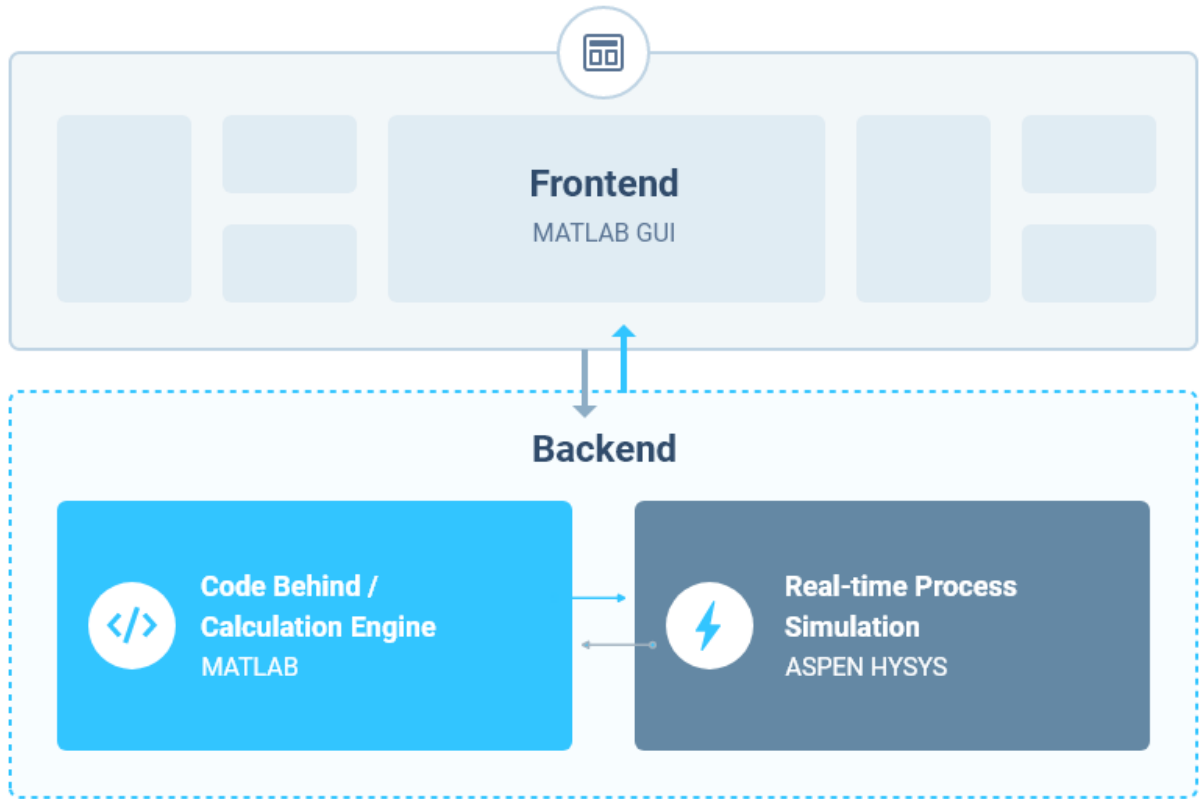 Frontend
MATLAB GUI
Backend
Code Behind /
Calculation Engine
MATLAB
Real-time Process
Simulation
ASPEN HYSYS